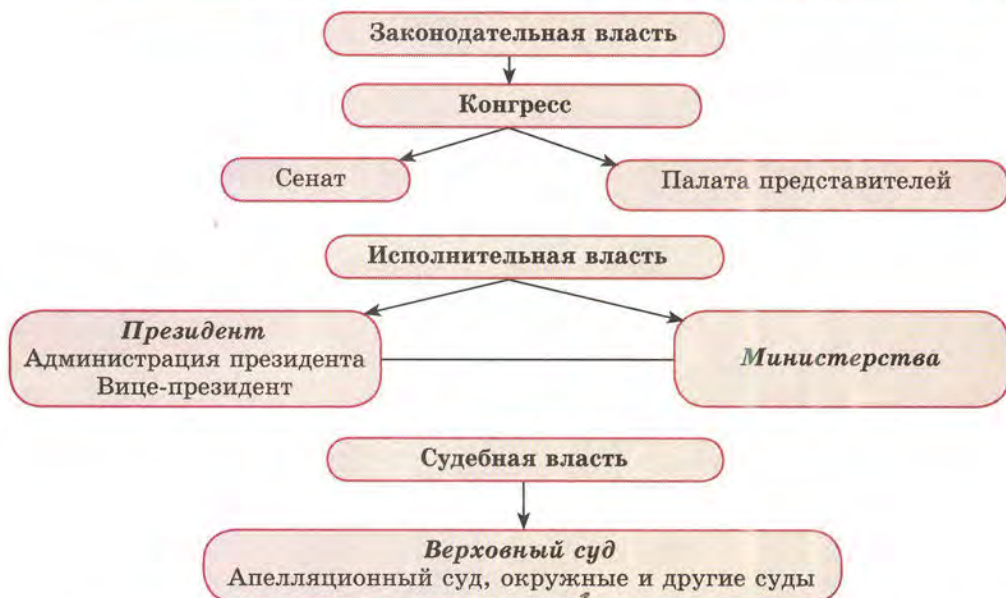 Законодательная власть
Конгресс
Сенат
Палата представителей
Исполнительная власть
Президент
Администрация президента
Вице-президент
Министерства
Судебная власть
Верховный суд
Апелляционный суд, окружные и другие суды